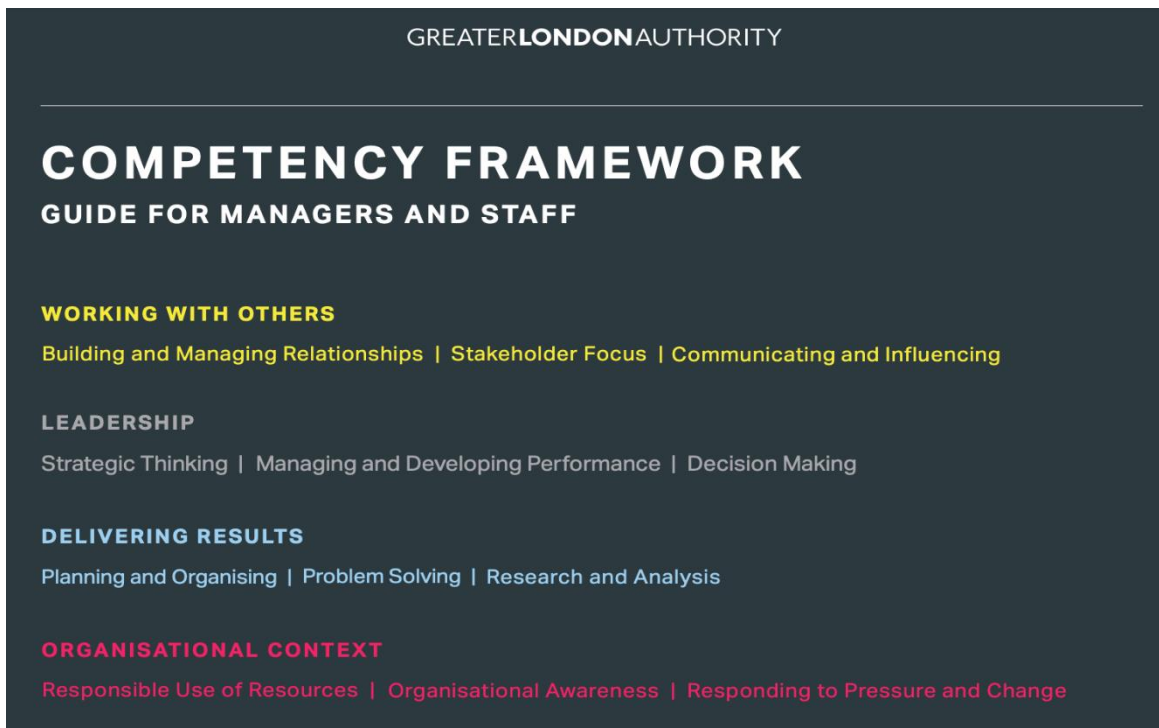 GREATERLONDONAUTHORITY
COMPETENCY FRAMEWORK
GUIDE FOR MANAGERS AND STAFF
WORKING WITH OTHERS
Building and Managing Relationships | Stakeholder Focus | Communicating and Influencing
LEADERSHIP
Strategic Thinking | Managing and Developing Performance | Decision Making
DELIVERING RESULTS
Planning and Organising | Problem Solving | Research and Analysis
ORGANISATIONAL CONTEXT
Responsible Use of Resources | Organisational Awareness | Responding to Pressure and Change